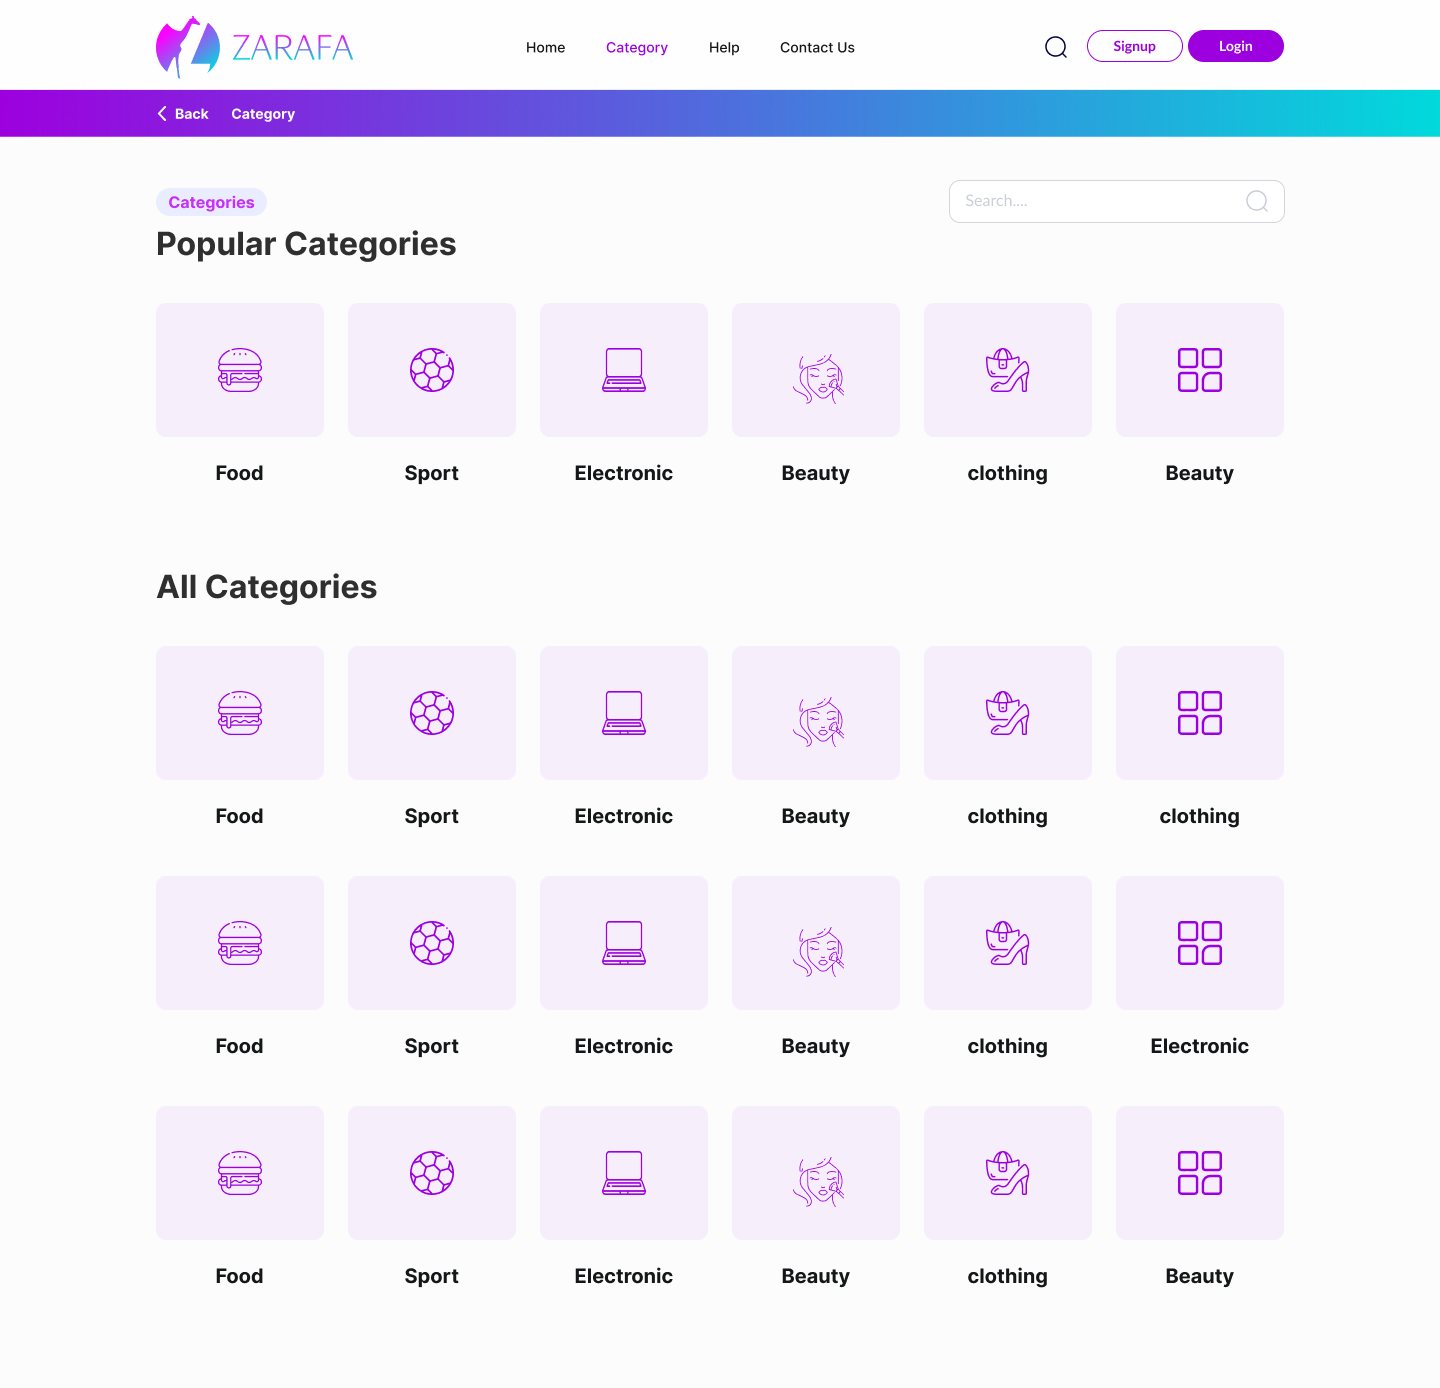 ZARAFA
Home Category Help Contact Us
Signup
Login
Back Category
Categories
Search....
Popular Categories
Food Sport Electronic Beauty clothing Beauty
All Categories
Food Sport Electronic Beauty clothing clothing
Food Sport Electronic Beauty clothing Electronic
Food Sport Electronic Beauty clothing Beauty